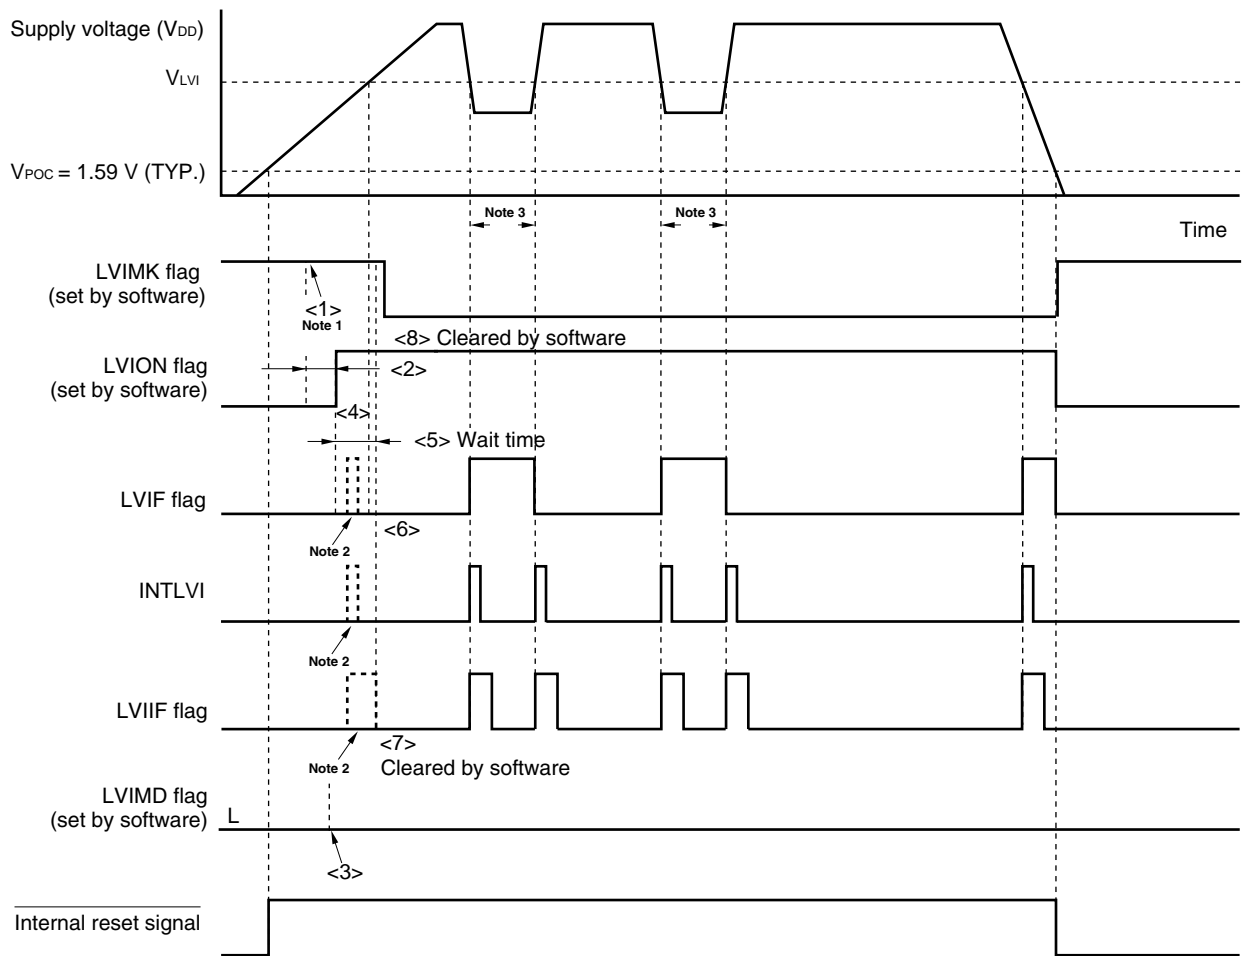 Supply voltage (VDD)
VLVI
VPOC = 1.59 V (TYP.)
Note 3
Note 3
Time
LVIMK flag
(set by software)
<1>
Note 1
<8> Cleared by software
LVION flag
(set by software)
<2>
<4>
<5> Wait time
LVIF flag
<6>
Note 2
INTLVI
Note 2
LVIIF flag
<7>
Note 2
Cleared by software
LVIMD flag
(set by software)
L
<3>
Internal reset signal